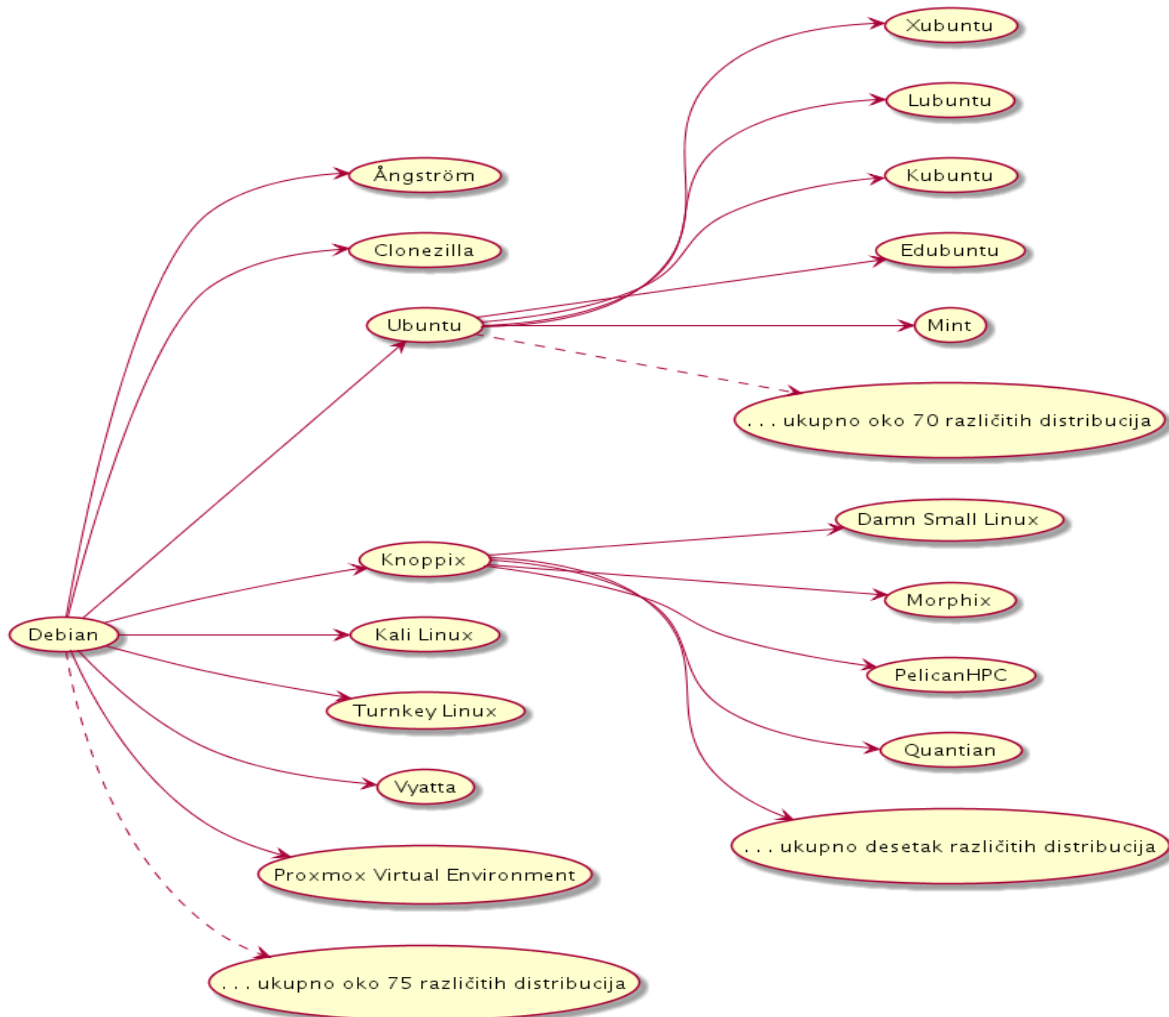 Debian
Ångström
Clonezilla
Ubuntu
Xubuntu
Lubuntu
Kubuntu
Edubuntu
Mint
. . . ukupno oko 70 različitih distribucija
Knoppix
Damn Small Linux
Morphix
PelicanHPC
Quantian
. . . ukupno desetak različitih distribucija
Kali Linux
Turnkey Linux
Vyatta
Proxmox Virtual Environment
. . . ukupno oko 75 različitih distribucija